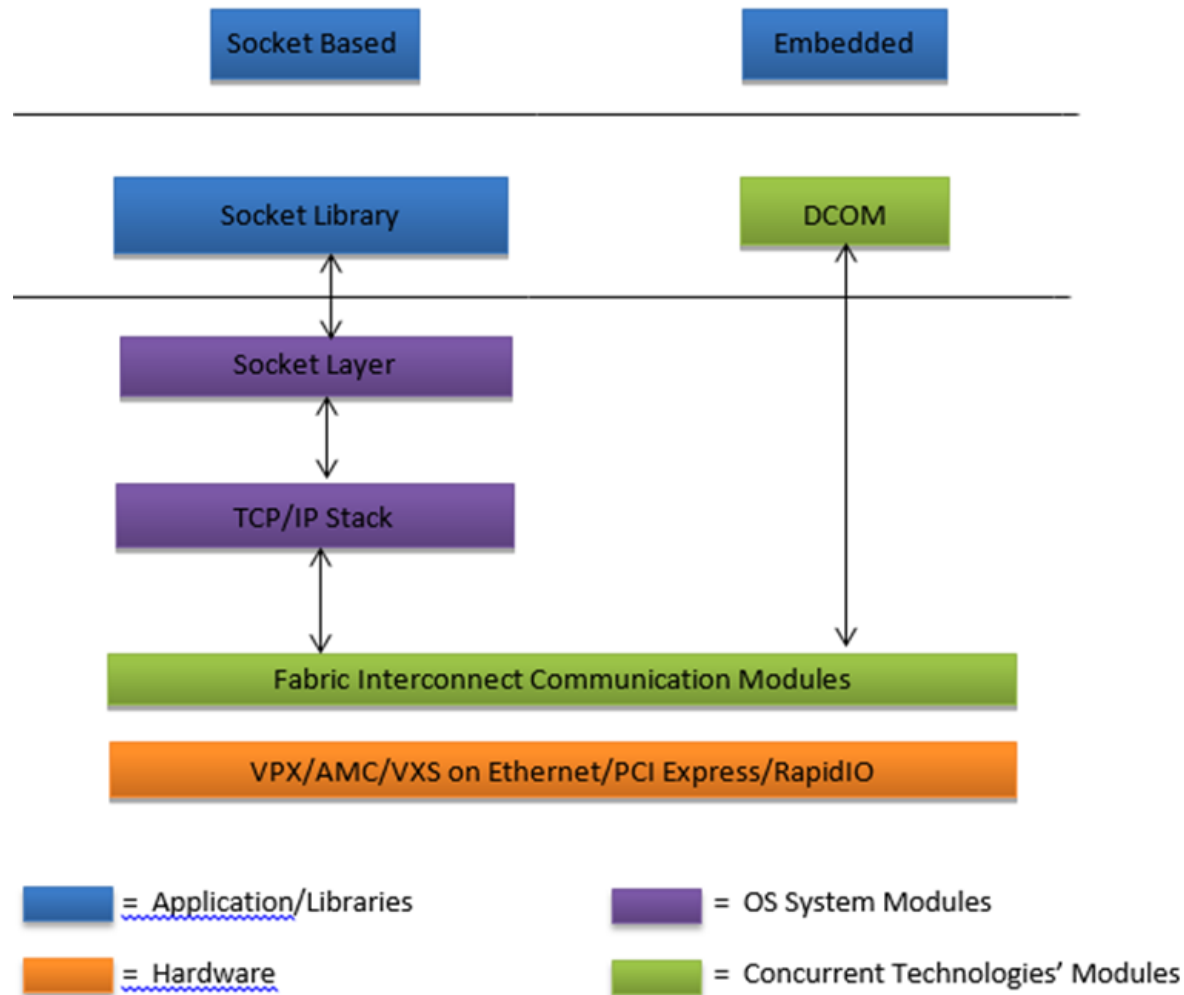 Socket Based
Embedded
Socket Library
DCOM
Socket Layer
TCP/IP Stack
Fabric Interconnect Communication Modules
VPX/AMC/VXS on Ethernet/PCI Express/RapidIO
= Application/Libraries
= OS System Modules
= Hardware
= Concurrent Technologies’ Modules